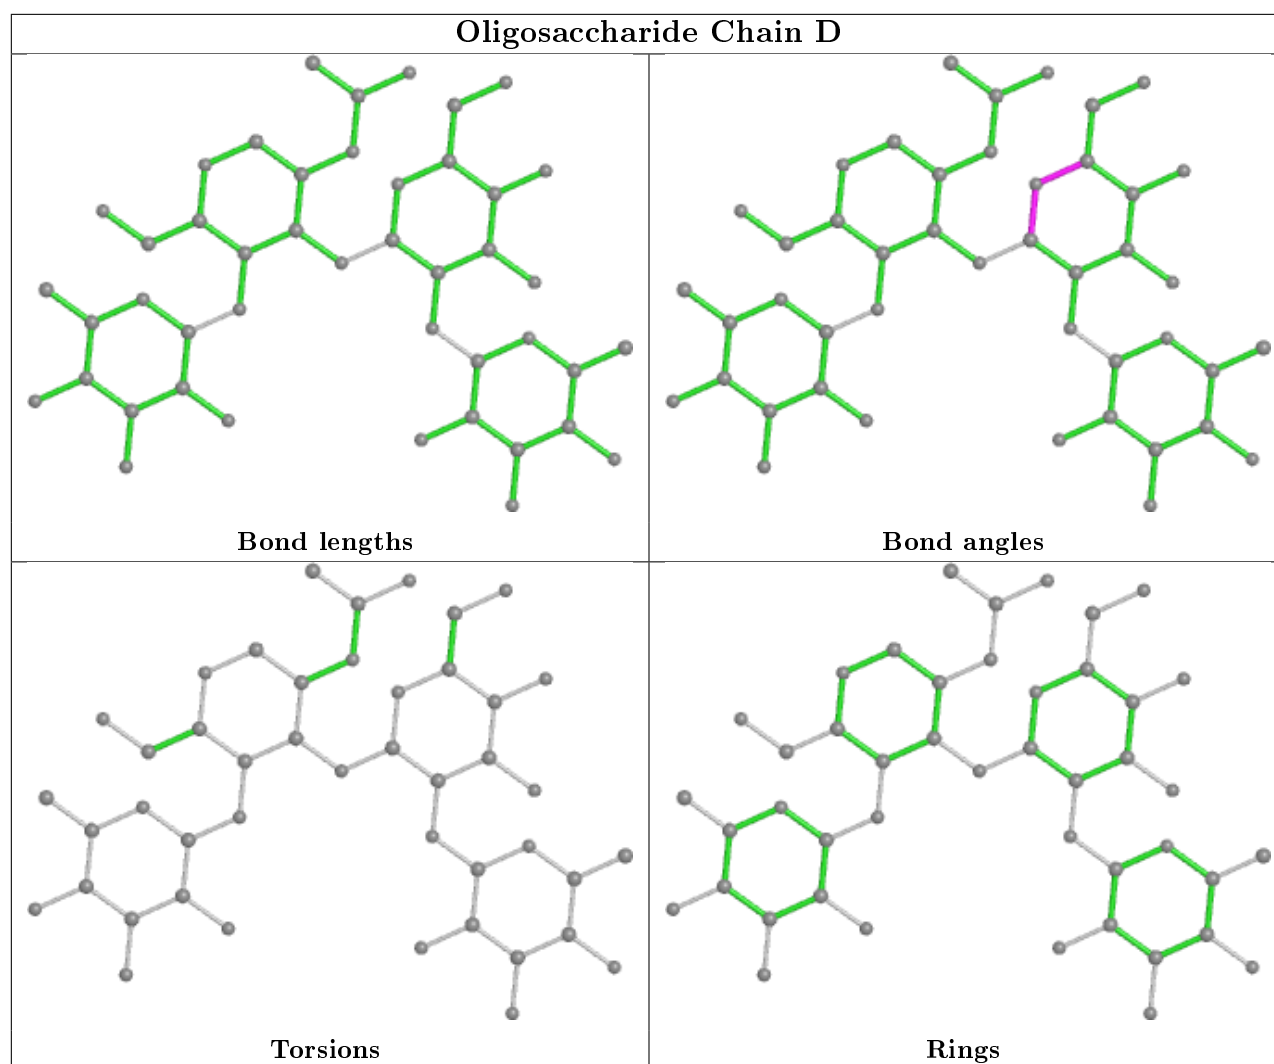 Oligosaccharide Chain D
Bond lengths
Bond angles
Torsions
Rings